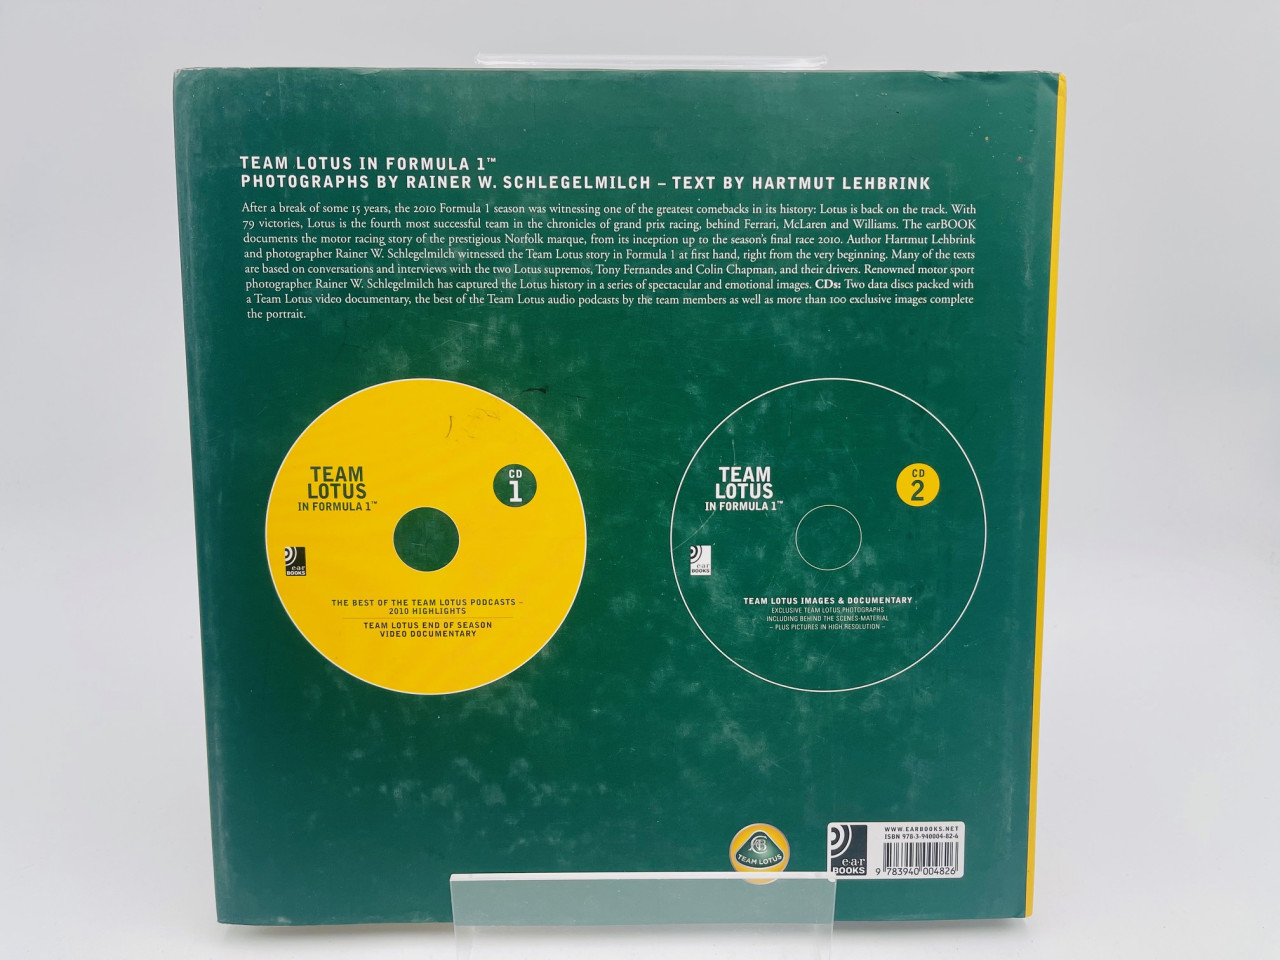 TEAM LOTUS IN FORMULA 1™
PHOTOGRAPHS BY RAINER W. SCHLEGELMILCH – TEXT BY HARTMUT LEHBRINK
After a break of some 15 years, the 2010 Formula 1 season was witnessing one of the greatest comebacks in its history: Lotus is back on the track. With
79 victories, Lotus is the fourth most successful team in the chronicles of grand prix racing, behind Ferrari, McLaren and Williams. The earBOOK
documents the motor racing story of the prestigious Norfolk marque, from its inception up to the season's final race 2010. Author Hartmut Lehbrink
and photographer Rainer W. Schlegelmilch witnessed the Team Lotus story in Formula 1 at first hand, right from the very beginning. Many of the texts
are based on conversations and interviews with the two Lotus supremos, Tony Fernandes and Colin Chapman, and their drivers. Renowned motor sport
photographer Rainer W. Schlegelmilch has captured the Lotus history in a series of spectacular and emotional images. CDs: Two data discs packed with
a Team Lotus video documentary, the best of the Team Lotus audio podcasts by the team members as well as more than 100 exclusive images complete
the portrait.
TEAM
LOTUS
IN FORMULA 1™
CD
1
ear
BOOKS
THE BEST OF THE TEAM LOTUS PODCASTS –
2010 HIGHLIGHTS
TEAM LOTUS END OF SEASON
VIDEO DOCUMENTARY
TEAM
LOTUS
IN FORMULA 1™
CD
2
ear
BOOKS
TEAM LOTUS IMAGES & DOCUMENTARY
EXCLUSIVE TEAM LOTUS PHOTOGRAPHS
INCLUDING BEHIND THE SCENES-MATERIAL
– PLUS PICTURES IN HIGH RESOLUTION –
TEAM LOTUS
ear
BOOKS
WWW.EARBOOKS.NET
ISBN 978-3-940004-82-6
9 783940 004826